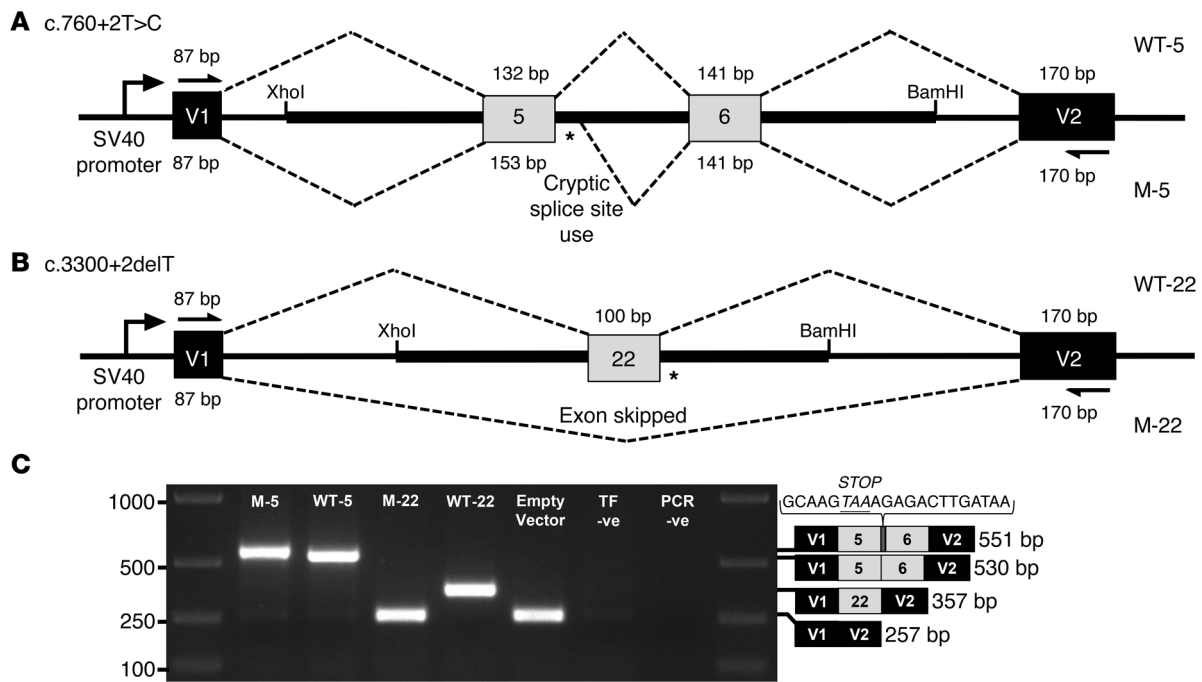 A c.760+2T>C
WT-5
87 bp
132 bp
141 bp
170 bp
XhoI
BamHI
V1
5
6
V2
*
SV40
promoter
87 bp
153 bp
141 bp
170 bp
Cryptic
splice site
use
M-5
B c.3300+2delT
WT-22
87 bp
100 bp
170 bp
XhoI
BamHI
V1
22
V2
*
SV40
promoter
87 bp
170 bp
Exon skipped
M-22
C
M-5 WT-5 M-22 WT-22 Empty Vector TF -ve PCR -ve
1000
500
250
100
STOP
GCAAGTAAAGAGACTTGATAA
V1 5 6 V2 551 bp
V1 5 6 V2 530 bp
V1 22 V2 357 bp
V1 V2 257 bp